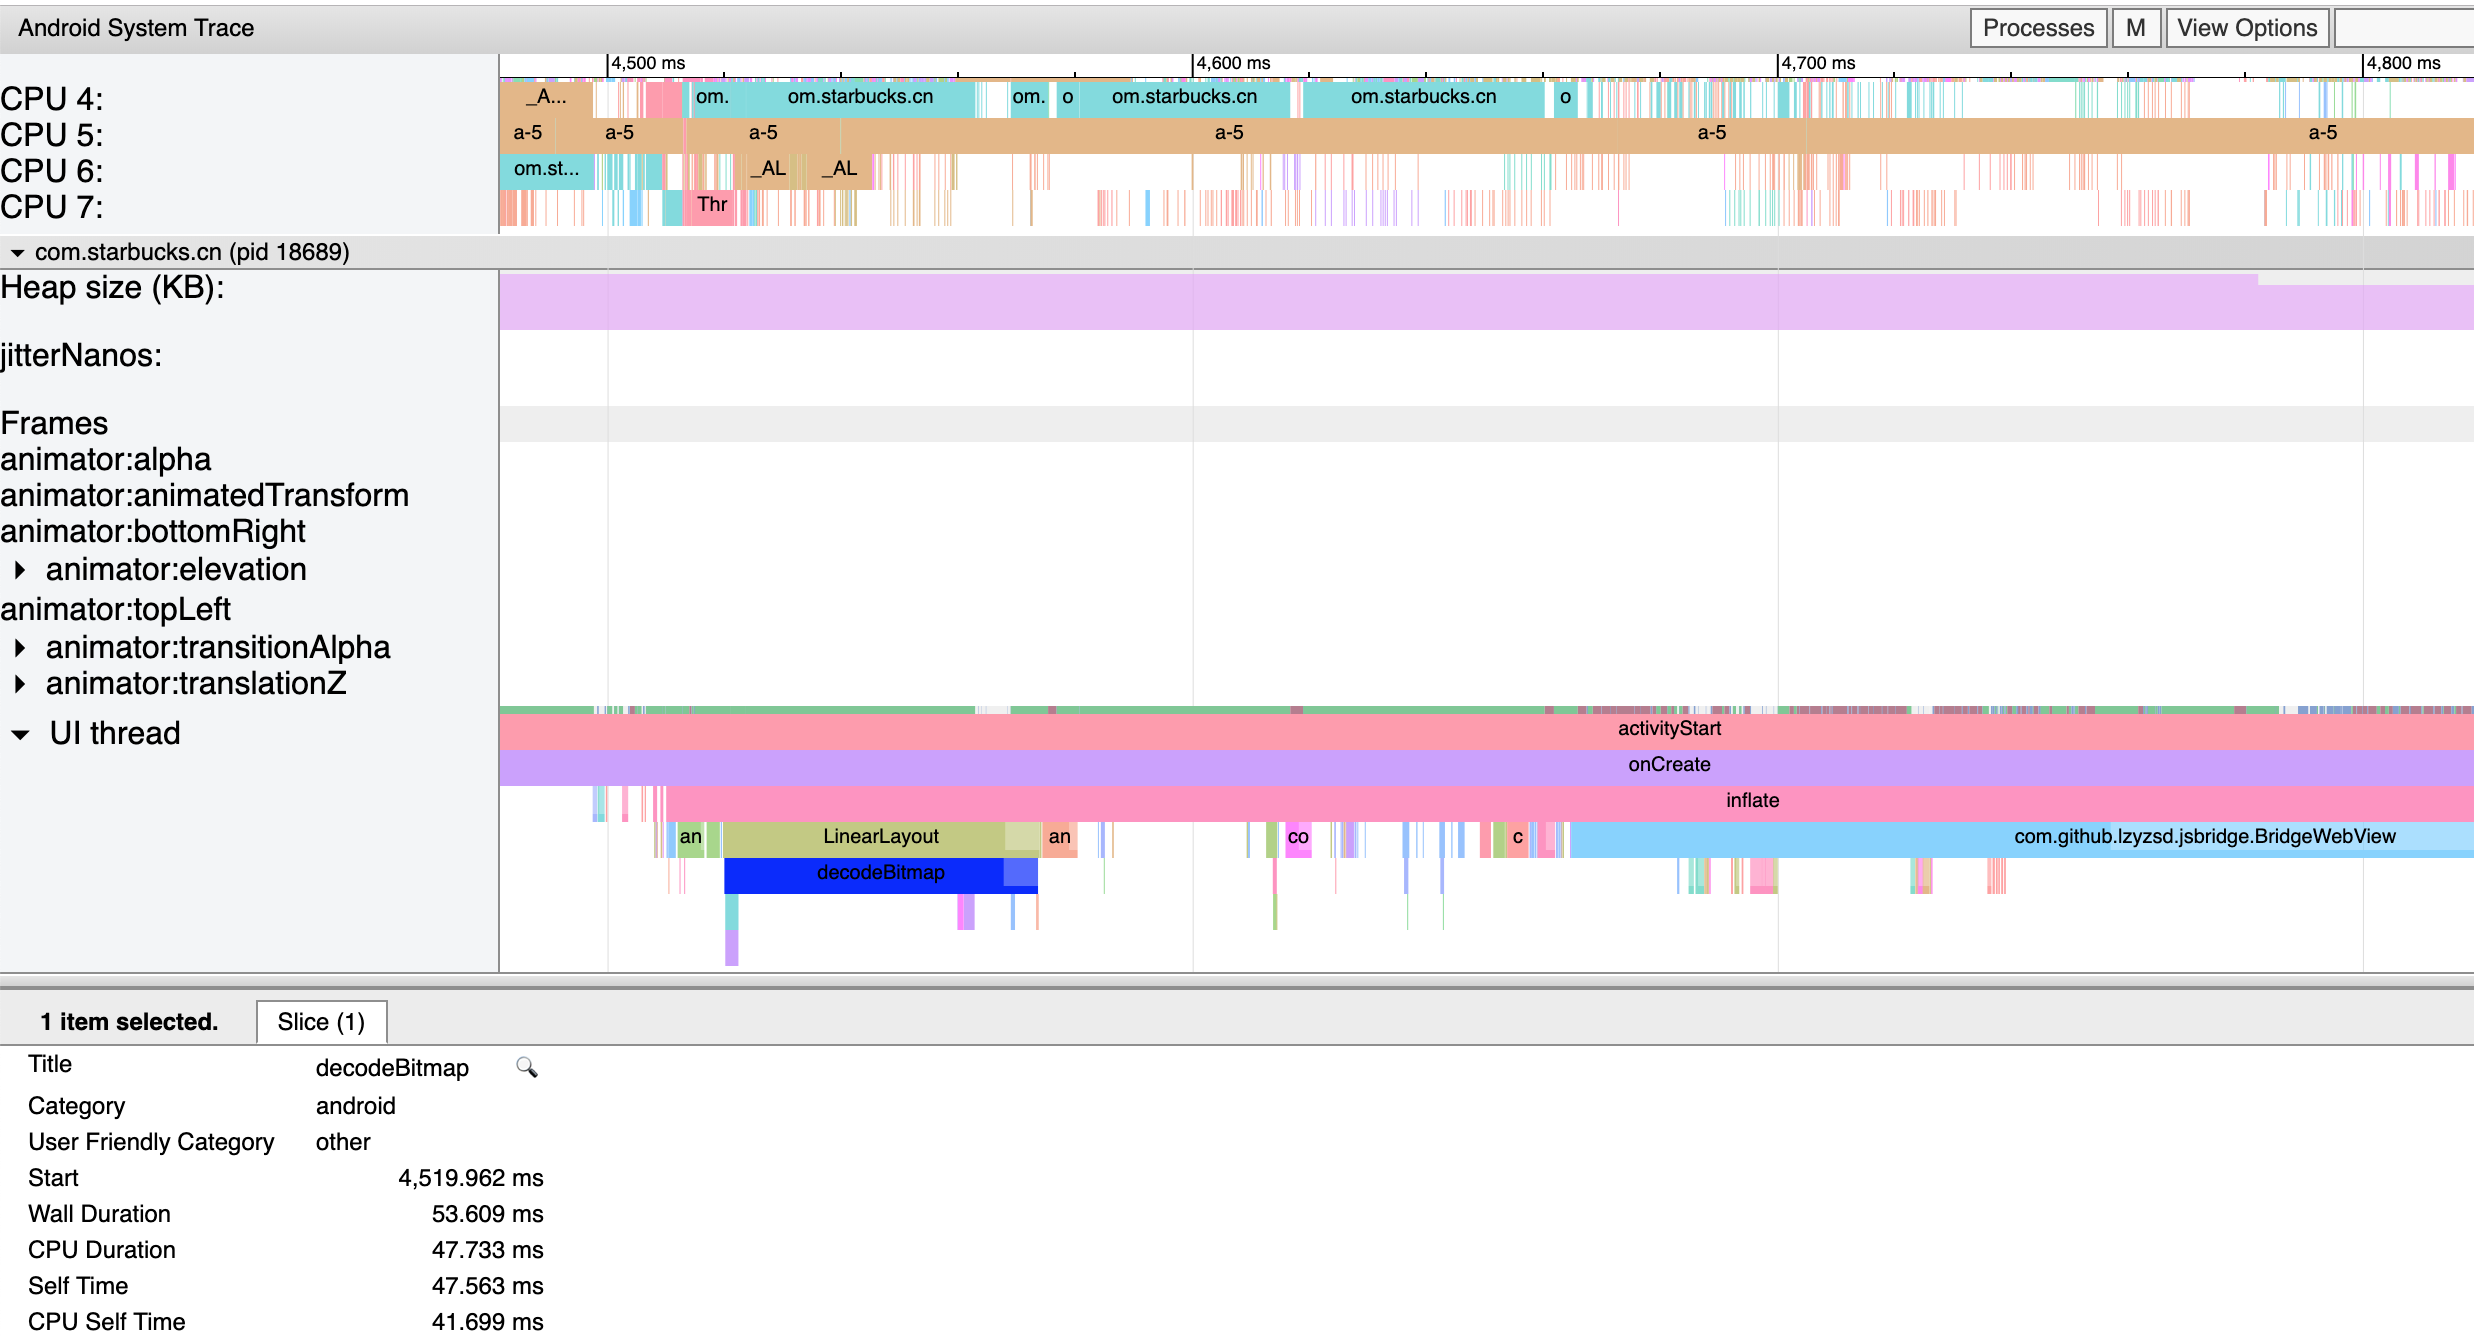 Android System Trace
Processes
M
View Options
4,500 ms
4,600 ms
4,700 ms
4,800 ms
CPU 4:
_A...
om.
om.starbucks.cn
om.
o
om.starbucks.cn
om.starbucks.cn
o
CPU 5:
a-5
a-5
a-5
a-5
a-5
a-5
CPU 6:
om.st...
_AL
_AL
CPU 7:
Thr
com.starbucks.cn (pid 18689)
Heap size (KB):
jitterNanos:
Frames
animator:alpha
animator:animatedTransform
animator:bottomRight
animator:elevation
animator:topLeft
animator:transitionAlpha
animator:translationZ
UI thread
activityStart
onCreate
inflate
an
LinearLayout
an
co
c
com.github.lzyzsd.jsbridge.BridgeWebView
decodeBitmap
1 item selected.
Slice (1)
Title decodeBitmap
Category android
User Friendly Category other
Start 4,519.962 ms
Wall Duration 53.609 ms
CPU Duration 47.733 ms
Self Time 47.563 ms
CPU Self Time 41.699 ms